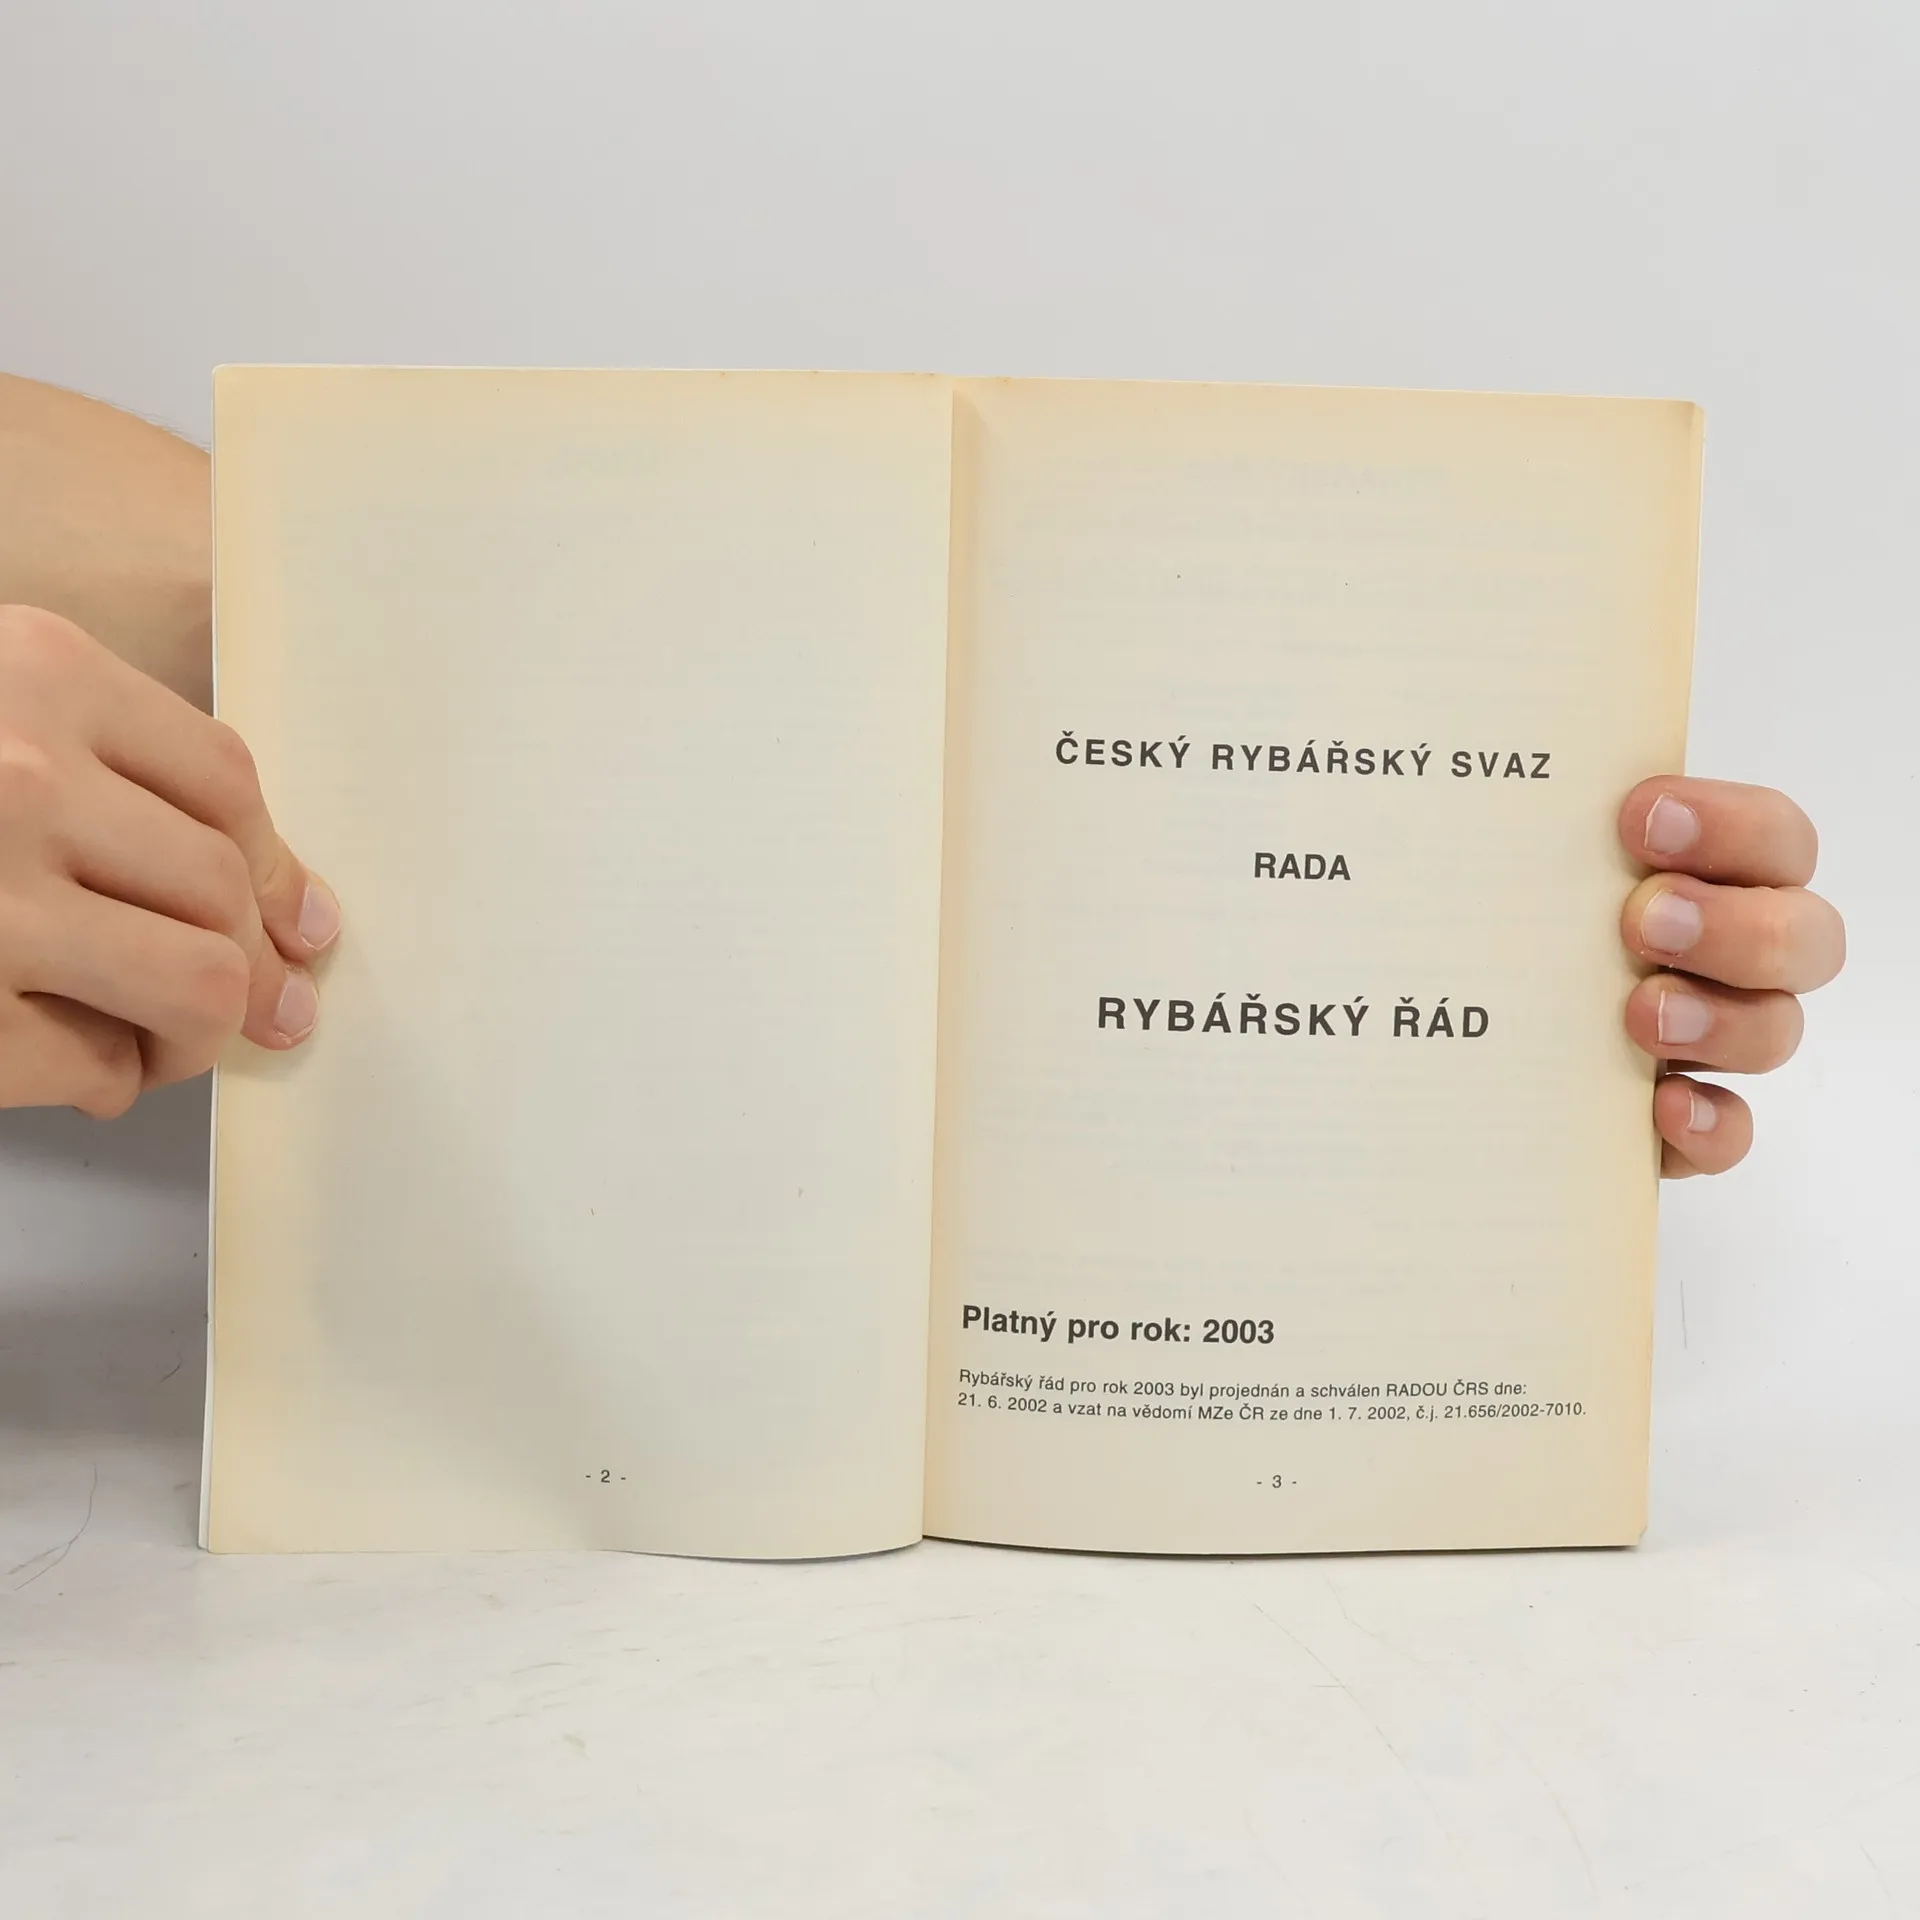 - 2 -
ČESKÝ RYBÁŘSKÝ SVAZ
RADA
RYBÁŘSKÝ ŘÁD
Platný pro rok: 2003
Rybářský řád pro rok 2003 byl projednán a schválen RADOU ČRS dne:
21. 6. 2002 a vzat na vědomí MZe ČR ze dne 1. 7. 2002, č.j. 21.656/2002-7010.
- 3 -